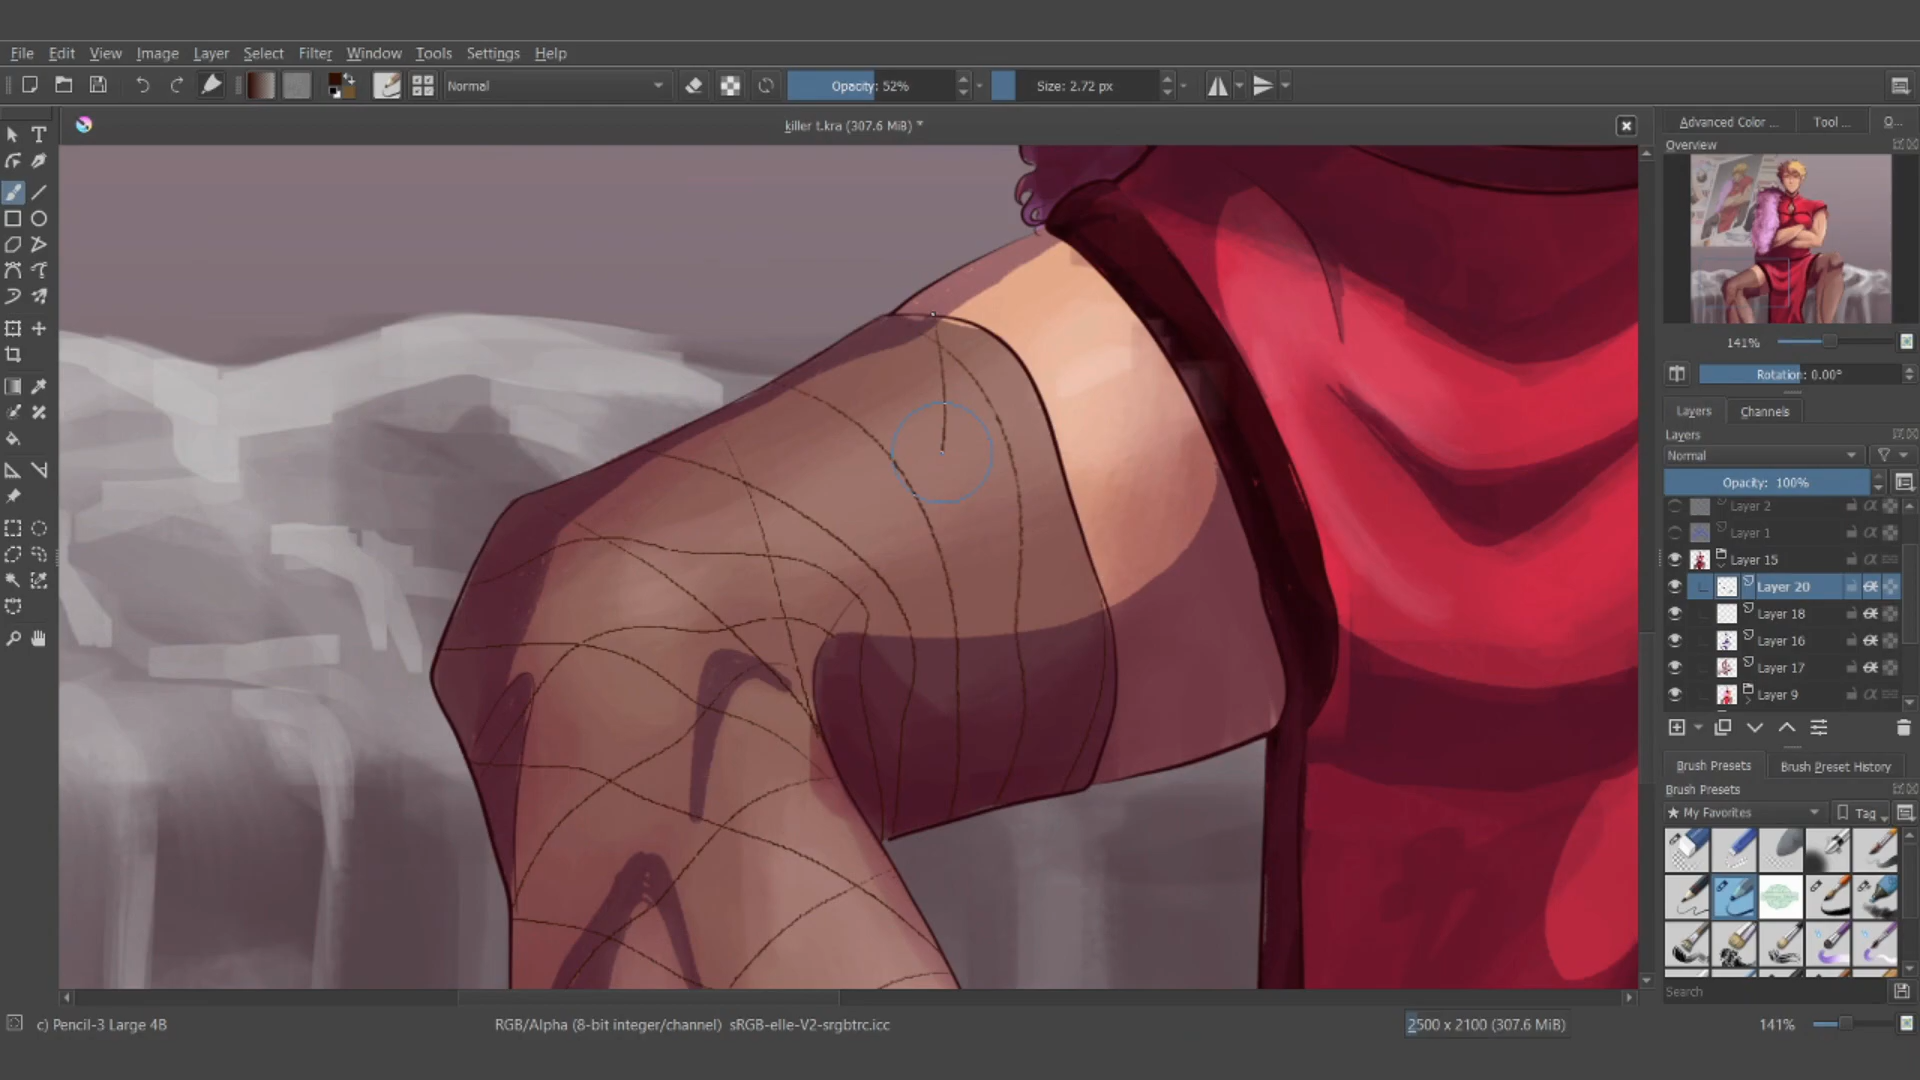 File Edit View Image Layer Select Filter Window Tools Settings Help
Normal Opacity: 52% Size: 2.72 px
killer t.kra (307.6 MiB) *
Advanced Color ... Tool ... O...
Overview
141%
Rotation: 0.00°
Layers Channels
Layers
Normal
Opacity: 100%
Layer 2
Layer 1
Layer 15
Layer 20
Layer 18
Layer 16
Layer 17
Layer 9
Brush Presets Brush Preset History
Brush Presets
★ My Favorites Tag
Search
c) Pencil-3 Large 4B RGB/Alpha (8-bit integer/channel) sRGB-elle-V2-srgbtrc.icc 2500 x 2100 (307.6 MiB) 141%